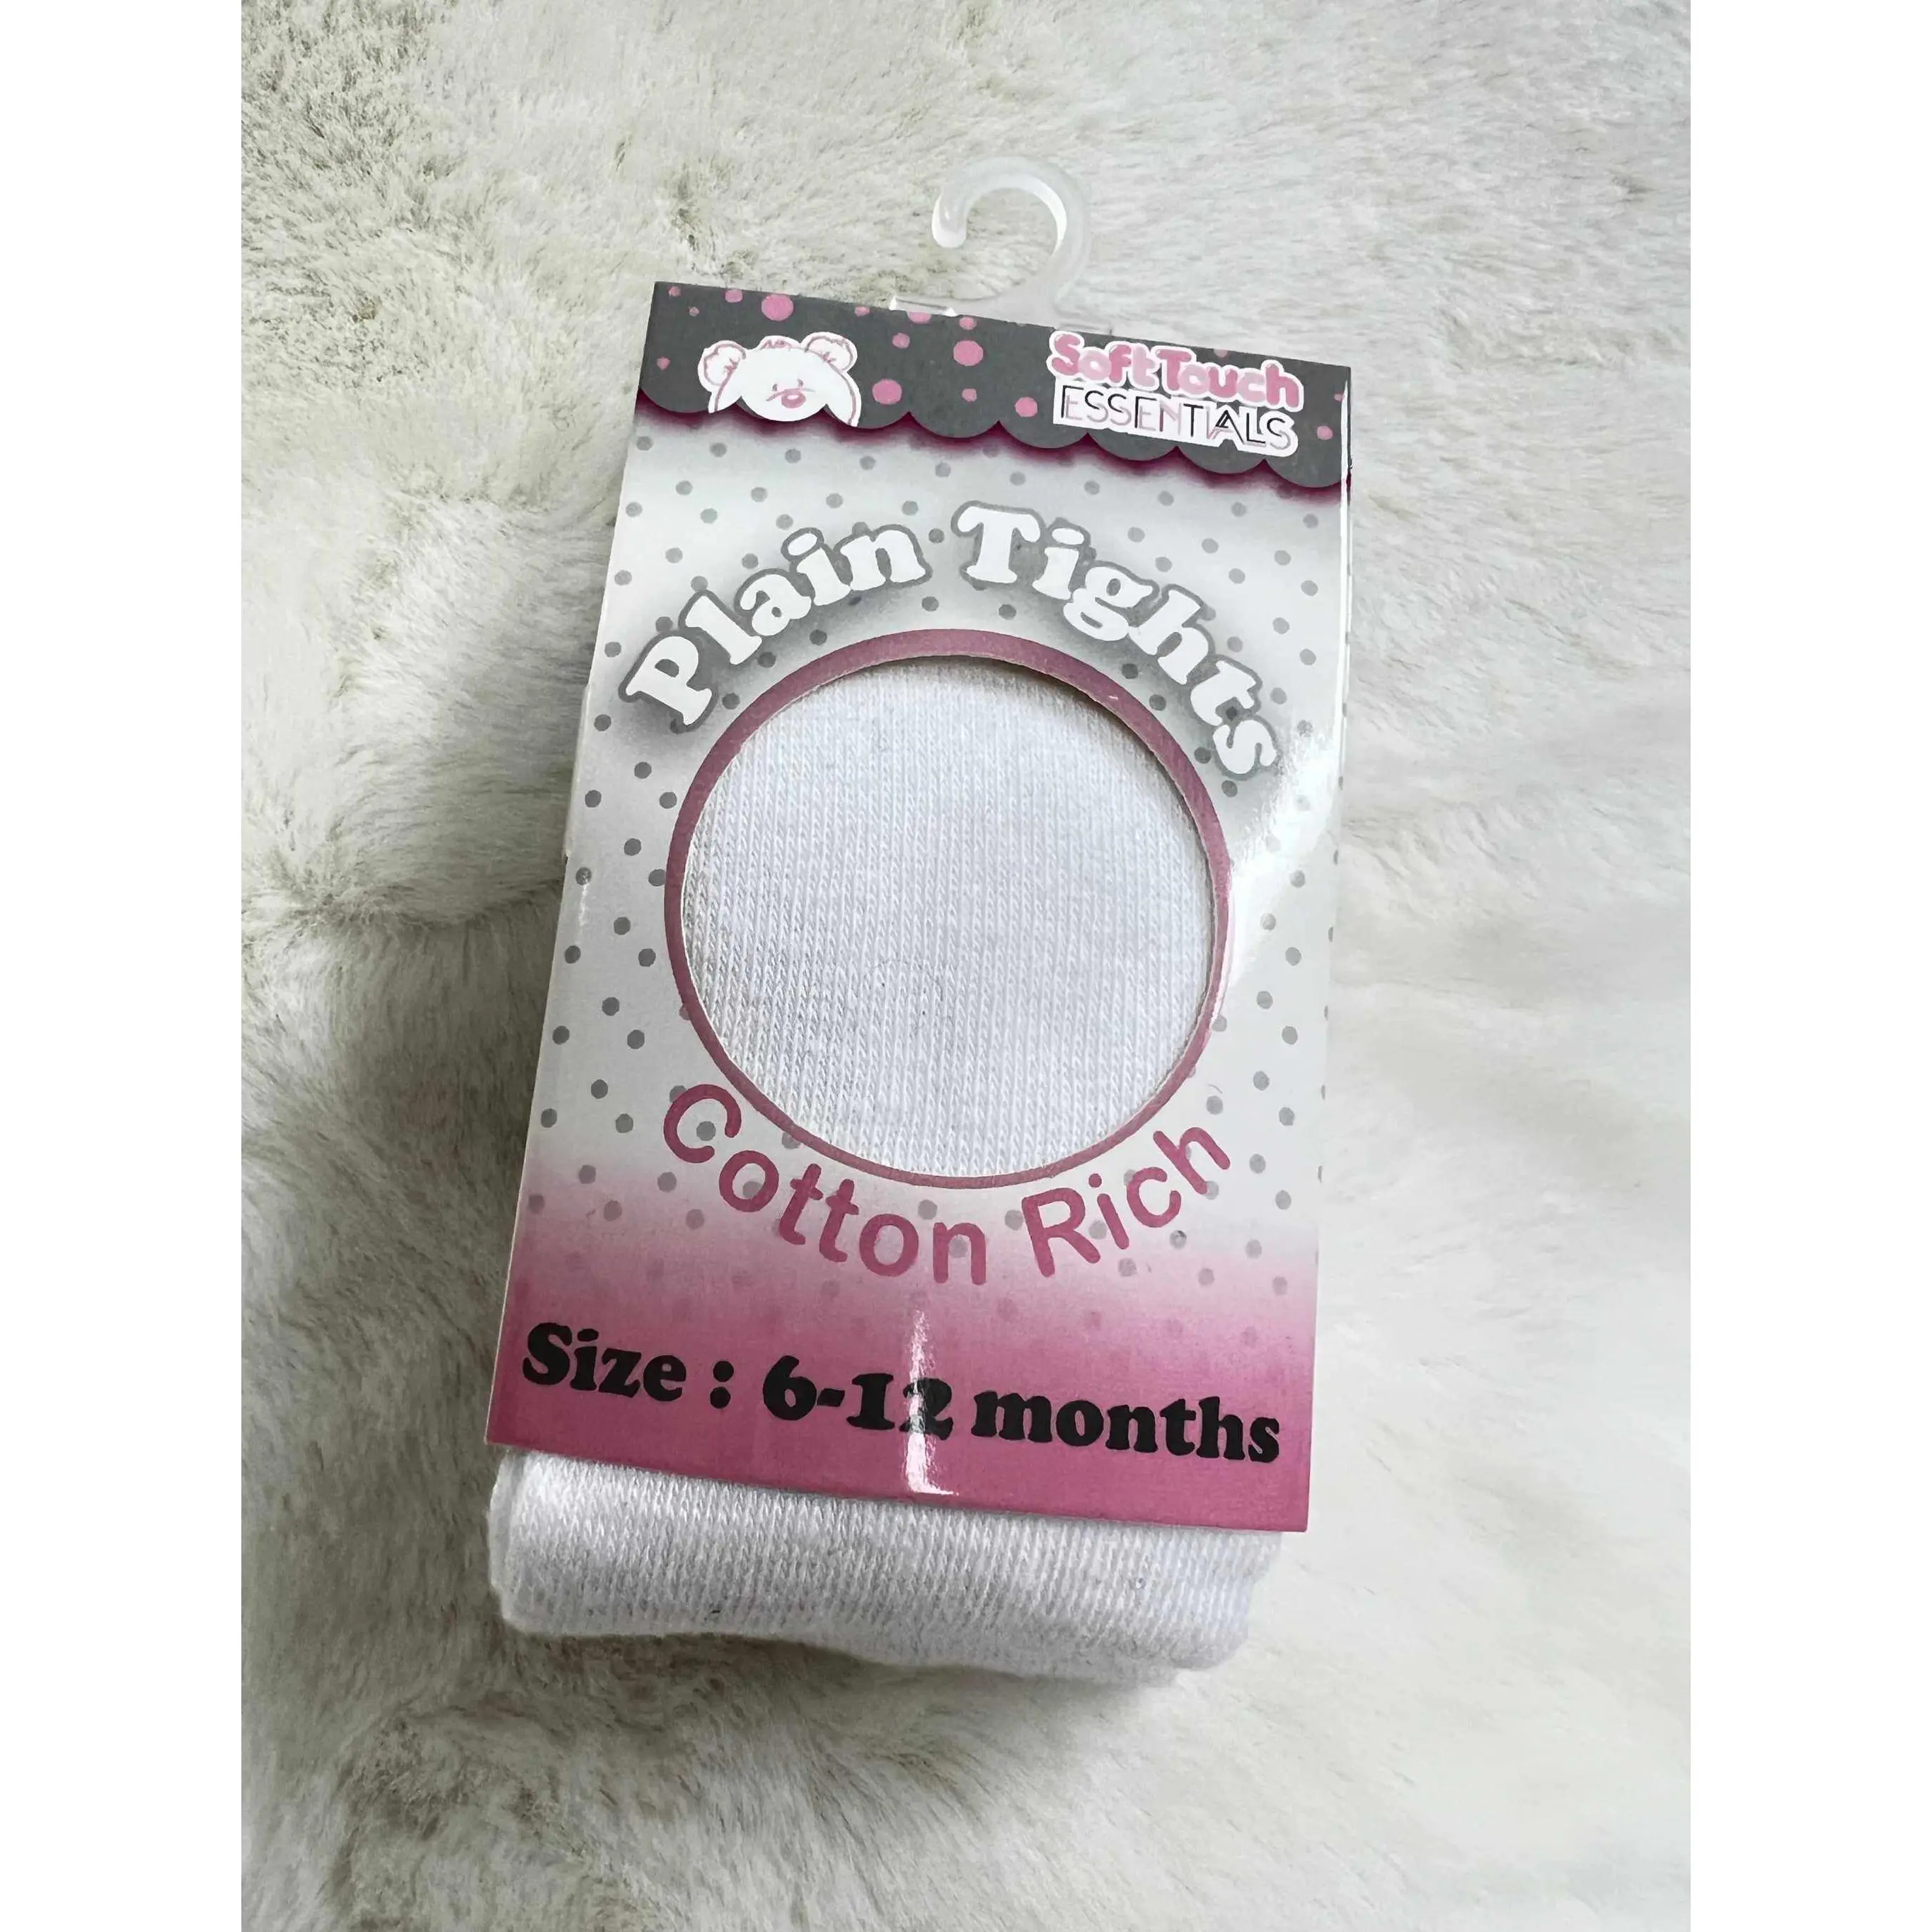 Soft Touch
ESSENTIALS
Plain Tights
Cotton Rich
Size : 6-12 months